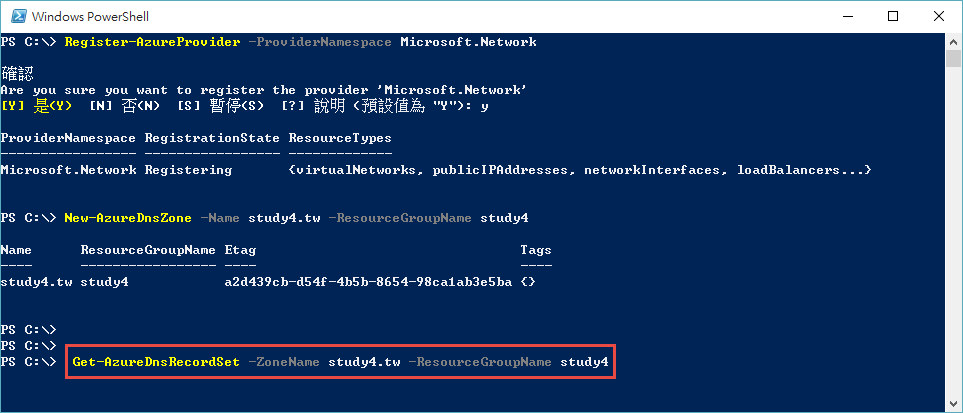 Windows PowerShell
PS C:\> Register-AzureProvider -ProviderNamespace Microsoft.Network
確認
Are you sure you want to register the provider 'Microsoft.Network'
[Y] 是(Y)  [N] 否(N)  [S] 暫停(S)  [?] 說明 (預設值為 "Y"): y
ProviderNamespace RegistrationState ResourceTypes
----------------- ----------------- -------------
Microsoft.Network Registering       {virtualNetworks, publicIPAddresses, networkInterfaces, loadBalancers...}
PS C:\> New-AzureDnsZone -Name study4.tw -ResourceGroupName study4
Name      ResourceGroupName Etag                                 Tags
----      ----------------- ----                                 ----
study4.tw study4            a2d439cb-d54f-4b5b-8654-98ca1ab3e5ba {}
PS C:\>
PS C:\>
PS C:\>  Get-AzureDnsRecordSet -ZoneName study4.tw -ResourceGroupName study4